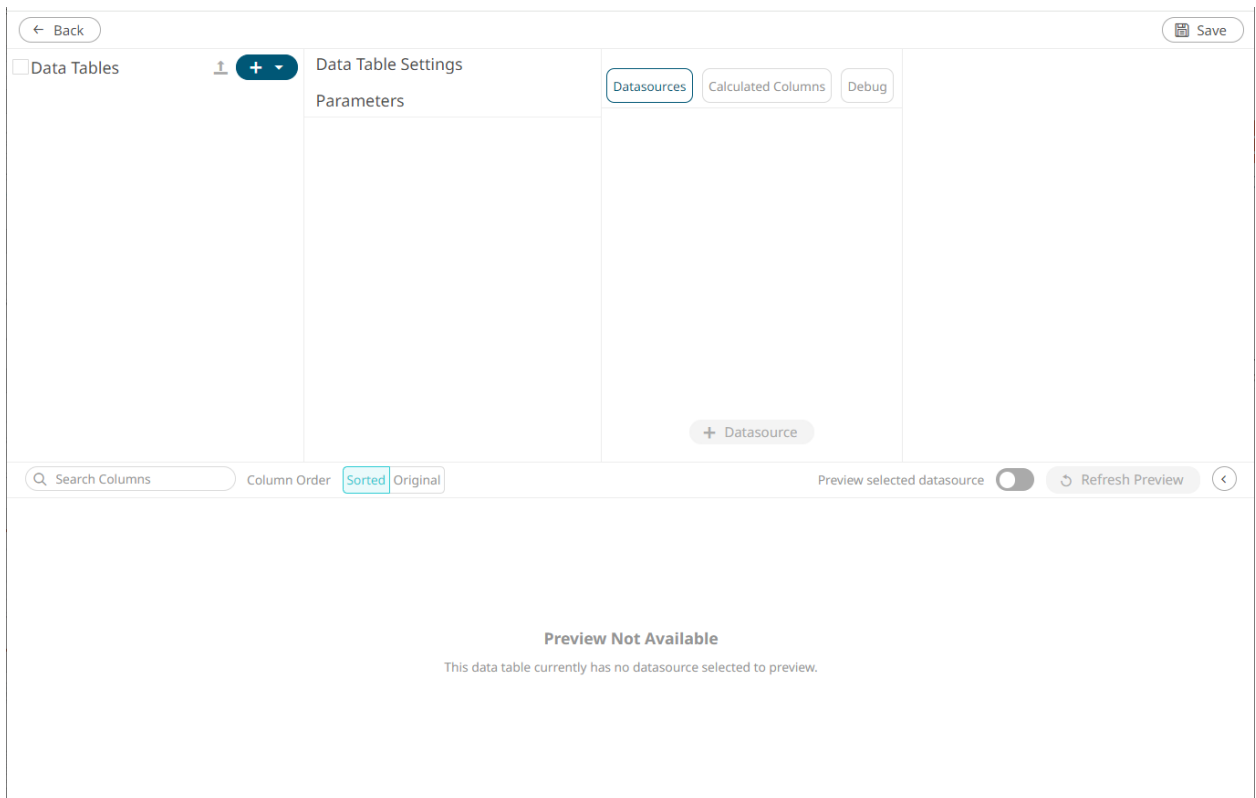 Back
Save
Data Tables
Data Table Settings
Parameters
Datasources
Calculated Columns
Debug
+ Datasource
Search Columns
Column Order
Sorted
Original
Preview selected datasource
Refresh Preview
Preview Not Available
This data table currently has no datasource selected to preview.